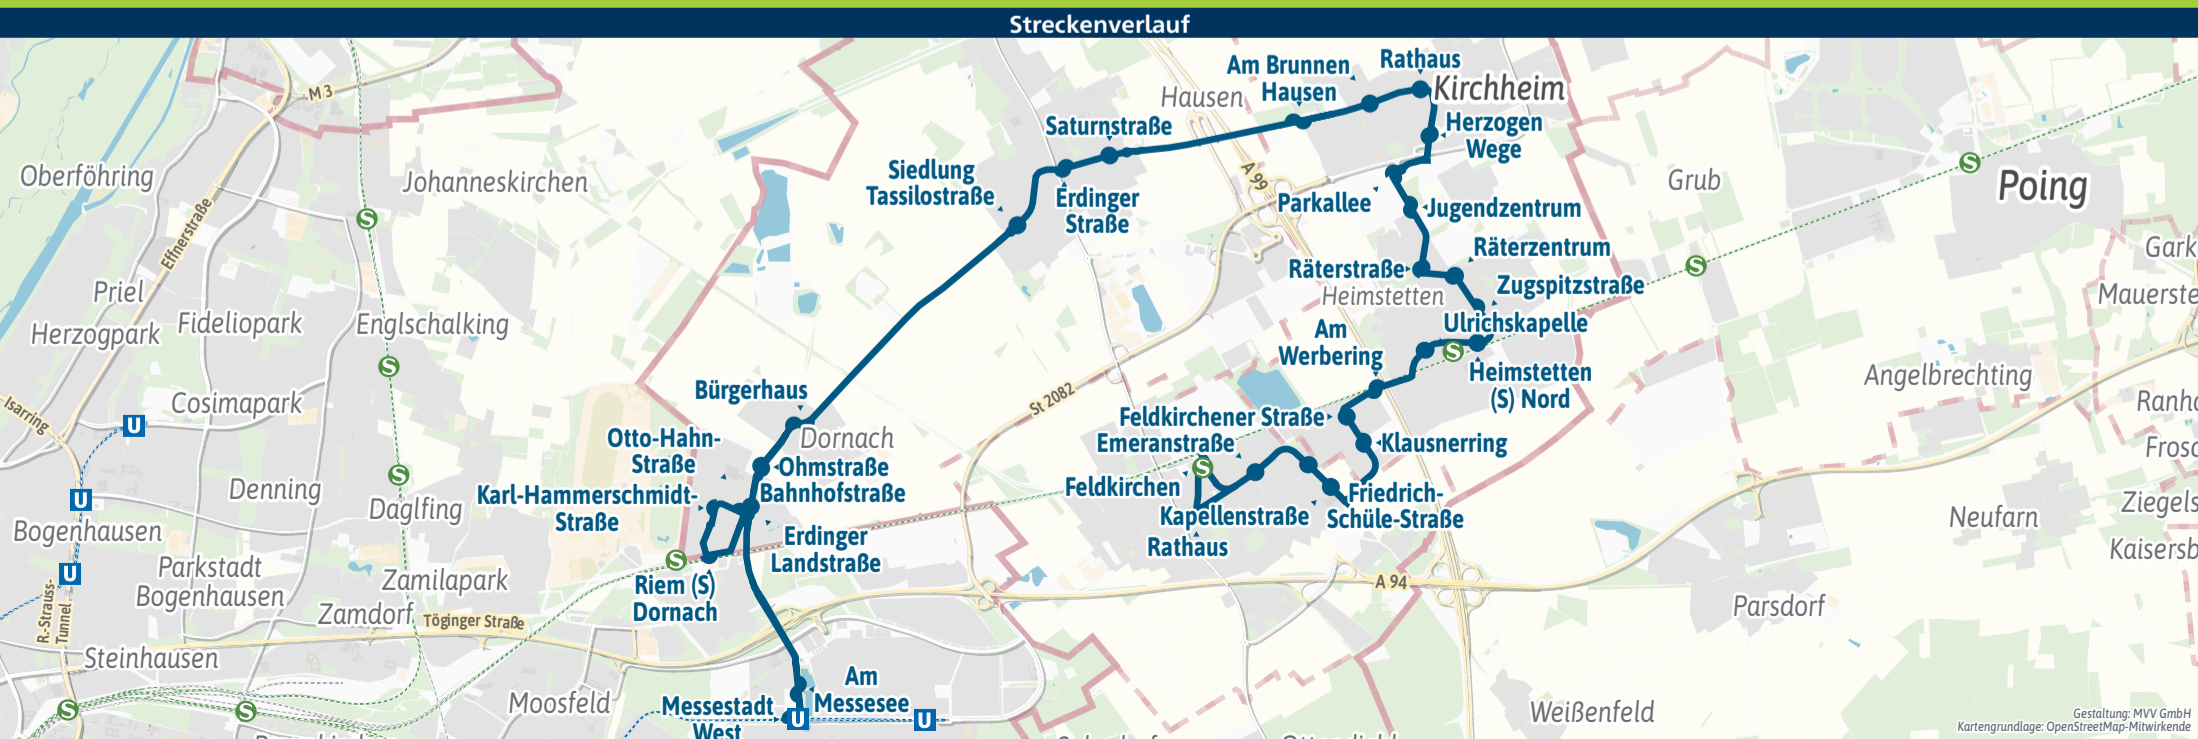 Streckenverlauf
M 3
Oberföhring
Effnerstraße
Johanneskirchen
Priel
Herzogpark
Fideliopark
Englschalking
Isarring
Cosimapark
Denning
Daglfing
Bogenhausen
Parkstadt
Bogenhausen
Zamilapark
Zamdorf
Töginger Straße
R.-Strauss-
Tunnel
Steinhausen
Moosfeld
U
U
U
S
S
S
S
S
S
Siedlung
Tassilostraße
Saturnstraße
Erdinger
Straße
Hausen
Am Brunnen
Hausen
Rathaus
Kirchheim
Herzogen
Wege
A 99
Parkallee
Jugendzentrum
Räterzentrum
Räterstraße
Heimstetten
Zugspitzstraße
Ulrichskapelle
Am
Werbering
S
Heimstetten
(S) Nord
St 2082
Feldkirchener Straße
Emeranstraße
Klausnerring
S
Feldkirchen
Friedrich-
Schüle-Straße
Kapellenstraße
Rathaus
Bürgerhaus
Dornach
Otto-Hahn-
Straße
Ohmstraße
Bahnhofstraße
Karl-Hammerschmidt-
Straße
Erdinger
Landstraße
Riem (S)
Dornach
A 94
Am
Messesee
Messestadt
West
U
U
Grub
S
S
Poing
Angelbrechting
Neufarn
Parsdorf
Weißenfeld
Gestaltung: MVV GmbH
Kartengrundlage: OpenStreetMap-Mitwirkende